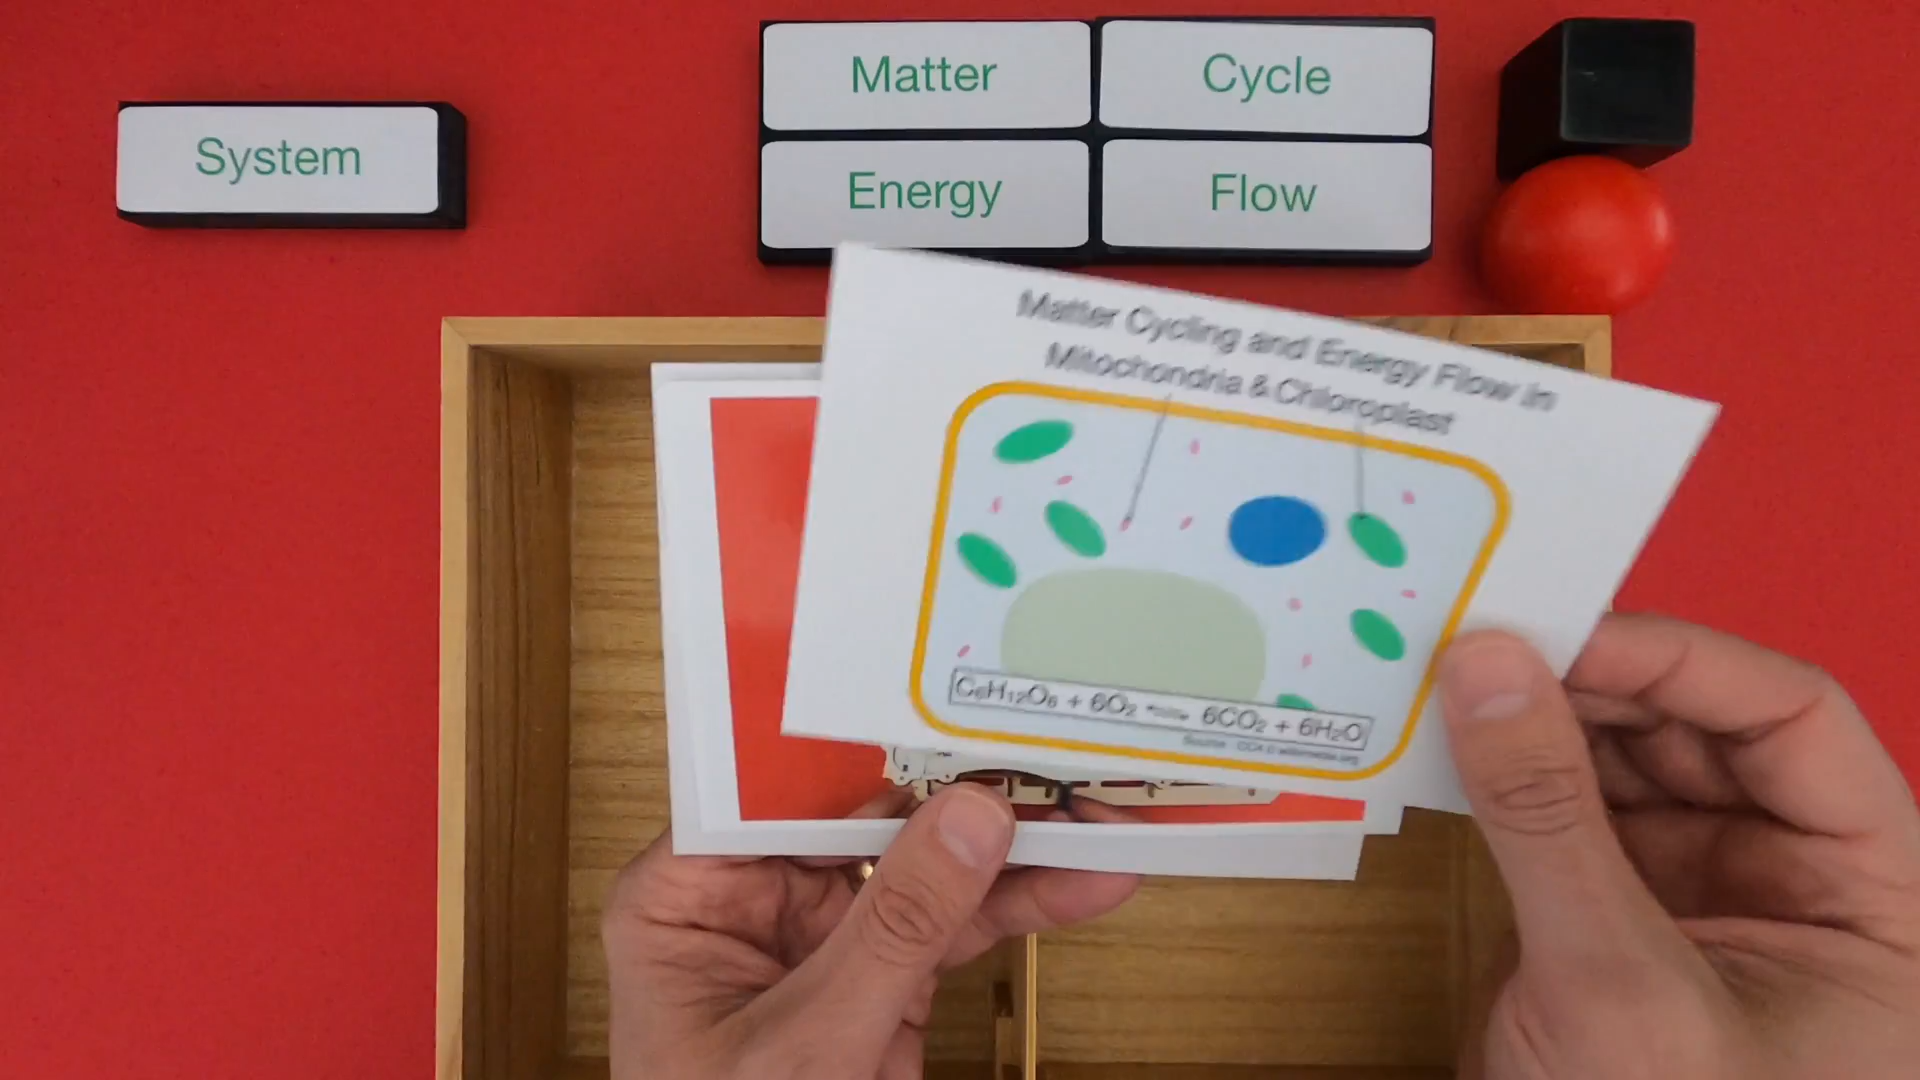 System
Matter
Cycle
Energy
Flow
Matter Cycling and Energy Flow in
Mitochondria & Chloroplast
C₆H₁₂O₆ + 6O₂ ⟷ 6CO₂ + 6H₂O